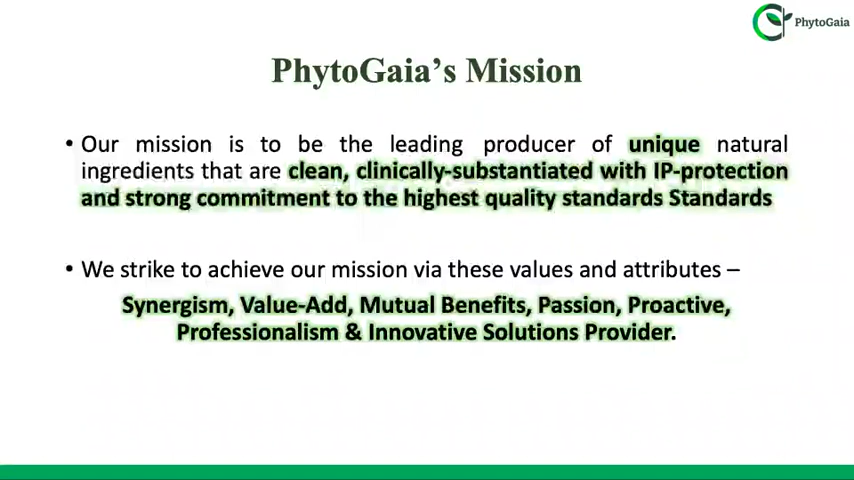 PhytoGaia
PhytoGaia's Mission
• Our mission is to be the leading producer of unique natural
ingredients that are clean, clinically-substantiated with IP-protection
and strong commitment to the highest quality standards Standards
• We strike to achieve our mission via these values and attributes –
Synergism, Value-Add, Mutual Benefits, Passion, Proactive,
Professionalism & Innovative Solutions Provider.